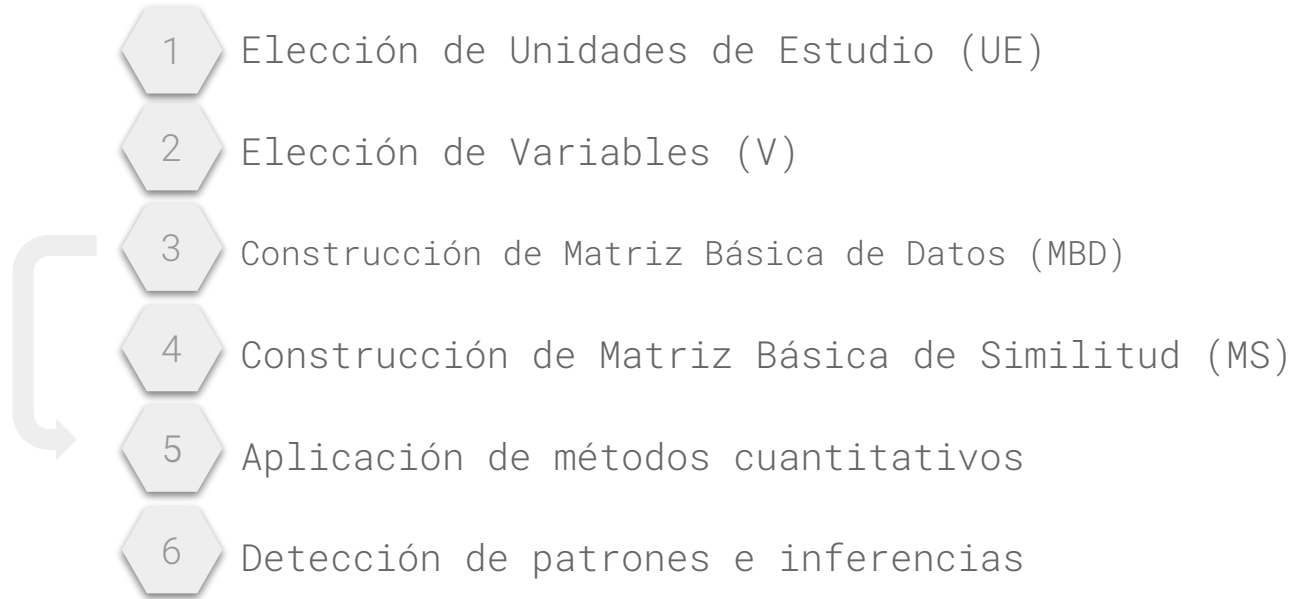 1 Elección de Unidades de Estudio (UE)
2 Elección de Variables (V)
3 Construcción de Matriz Básica de Datos (MBD)
4 Construcción de Matriz Básica de Similitud (MS)
5 Aplicación de métodos cuantitativos
6 Detección de patrones e inferencias